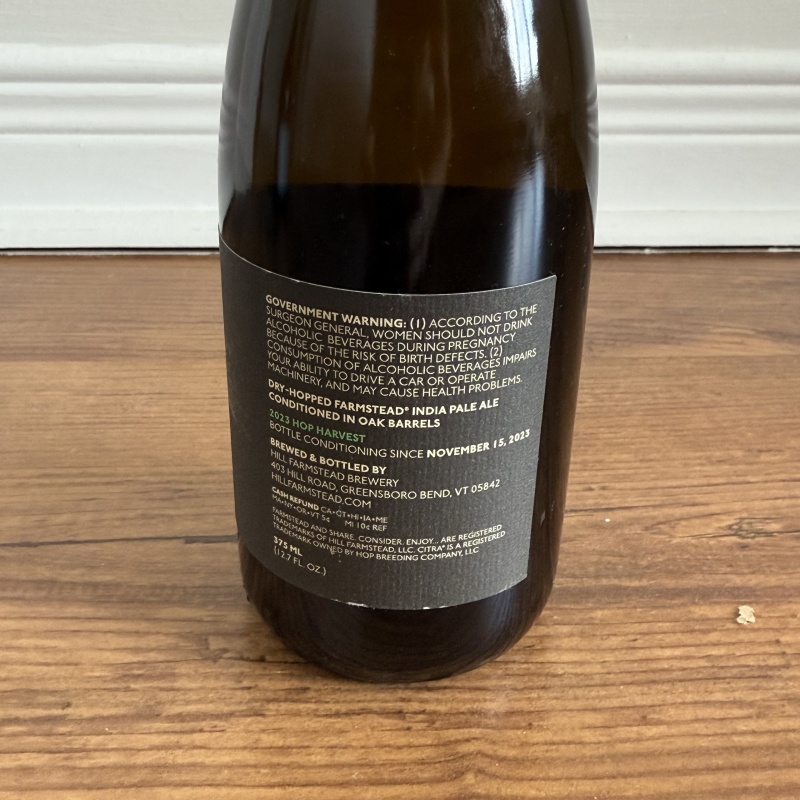 GOVERNMENT WARNING: (1) ACCORDING TO THE
SURGEON GENERAL, WOMEN SHOULD NOT DRINK
ALCOHOLIC BEVERAGES DURING PREGNANCY
BECAUSE OF THE RISK OF BIRTH DEFECTS. (2)
CONSUMPTION OF ALCOHOLIC BEVERAGES IMPAIRS
YOUR ABILITY TO DRIVE A CAR OR OPERATE
MACHINERY, AND MAY CAUSE HEALTH PROBLEMS.
DRY-HOPPED FARMSTEAD® INDIA PALE ALE
CONDITIONED IN OAK BARRELS
2023 HOP HARVEST
BOTTLE CONDITIONING SINCE NOVEMBER 15, 2023
BREWED & BOTTLED BY
HILL FARMSTEAD BREWERY
403 HILL ROAD, GREENSBORO BEND, VT 05842
HILLFARMSTEAD.COM
CASH REFUND CA•CT•HI•IA•ME
MA•NY•OR•VT 5¢ MI 10¢ REF
FARMSTEAD AND SHARE. CONSIDER. ENJOY... ARE REGISTERED
TRADEMARKS OF HILL FARMSTEAD, LLC. CITRA® IS A REGISTERED
TRADEMARK OWNED BY HOP BREEDING COMPANY, LLC
375 ML
(12.7 FL. OZ.)